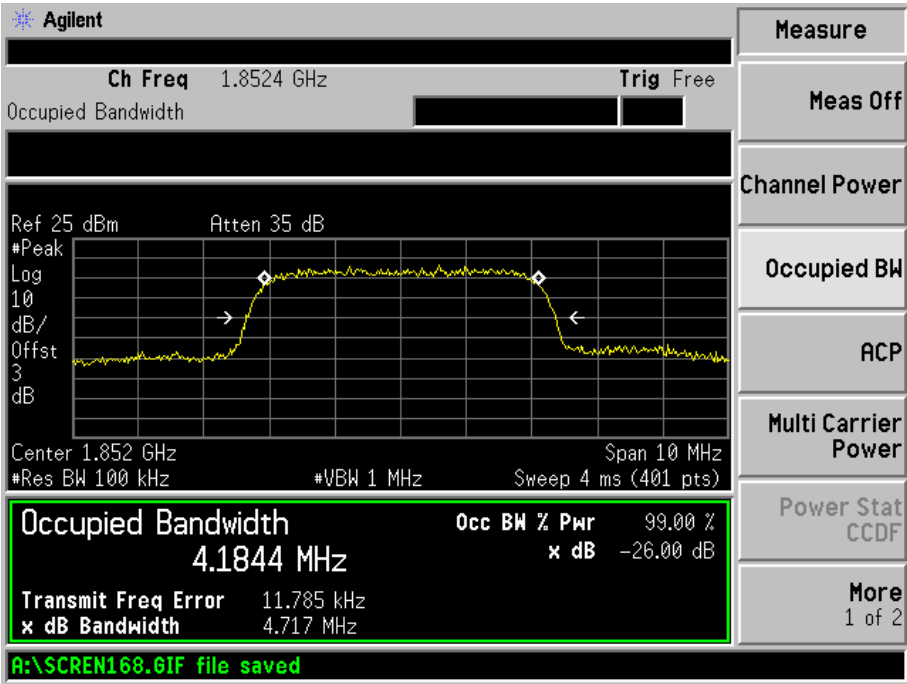 Agilent
Measure
Ch Freq 1.8524 GHz Trig Free
Occupied Bandwidth
Meas Off
Channel Power
Occupied BW
ACP
Multi Carrier
Power
Power Stat
CCDF
More
1 of 2
Ref 25 dBm Atten 35 dB
#Peak
Log
10
dB/
Offst
3
dB
Center 1.852 GHz Span 10 MHz
#Res BW 100 kHz #VBW 1 MHz Sweep 4 ms (401 pts)
Occupied Bandwidth Occ BW % Pwr 99.00 %
4.1844 MHz x dB -26.00 dB
Transmit Freq Error 11.785 kHz
x dB Bandwidth 4.717 MHz
A:\SCREN168.GIF file saved